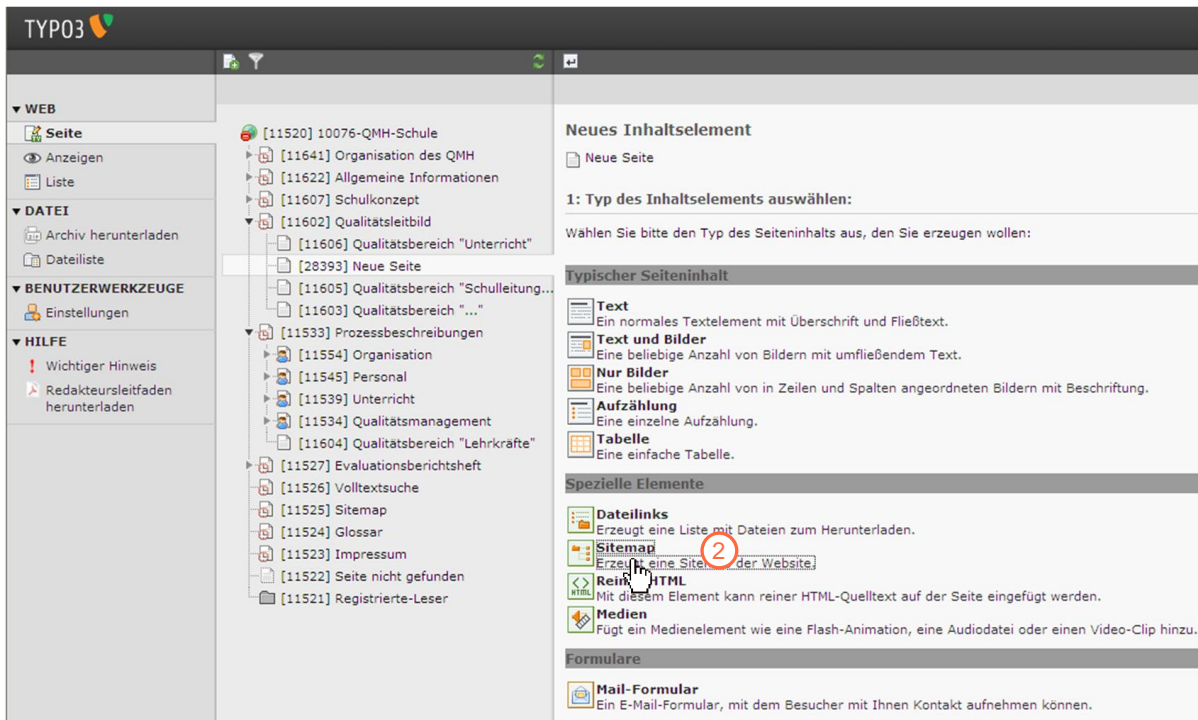 TYPO3
WEB
Seite
Anzeigen
Liste
DATEI
Archiv herunterladen
Dateiliste
BENUTZERWERKZEUGE
Einstellungen
HILFE
Wichtiger Hinweis
Redakteursleitfaden
herunterladen
[11520] 10076-QMH-Schule
[11641] Organisation des QMH
[11622] Allgemeine Informationen
[11607] Schulkonzept
[11602] Qualitätsleitbild
[11606] Qualitätsbereich "Unterricht"
[28393] Neue Seite
[11605] Qualitätsbereich "Schulleitung...
[11603] Qualitätsbereich "..."
[11533] Prozessbeschreibungen
[11554] Organisation
[11545] Personal
[11539] Unterricht
[11534] Qualitätsmanagement
[11604] Qualitätsbereich "Lehrkräfte"
[11527] Evaluationsberichtsheft
[11526] Volltextsuche
[11525] Sitemap
[11524] Glossar
[11523] Impressum
[11522] Seite nicht gefunden
[11521] Registrierte-Leser
Neues Inhaltselement
Neue Seite
1: Typ des Inhaltselements auswählen:
Wählen Sie bitte den Typ des Seiteninhalts aus, den Sie erzeugen wollen:
Typischer Seiteninhalt
Text
Ein normales Textelement mit Überschrift und Fließtext.
Text und Bilder
Eine beliebige Anzahl von Bildern mit umfließendem Text.
Nur Bilder
Eine beliebige Anzahl von in Zeilen und Spalten angeordneten Bildern mit Beschriftung.
Aufzählung
Eine einzelne Aufzählung.
Tabelle
Eine einfache Tabelle.
Spezielle Elemente
Dateilinks
Erzeugt eine Liste mit Dateien zum Herunterladen.
Sitemap
2
Erzeugt eine der Website.
HTML
Mit diesem Element kann reiner HTML-Quelltext auf der Seite eingefügt werden.
Medien
Fügt ein Medienelement wie eine Flash-Animation, eine Audiodatei oder einen Video-Clip hinzu.
Formulare
Mail-Formular
Ein E-Mail-Formular, mit dem Besucher mit Ihnen Kontakt aufnehmen können.